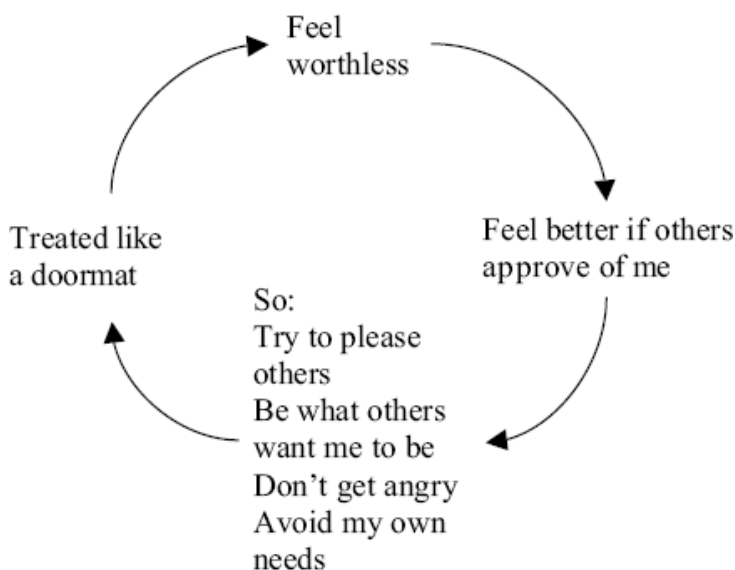 Feel
worthless
Feel better if others
approve of me
So:
Try to please
others
Be what others
want me to be
Don't get angry
Avoid my own
needs
Treated like
a doormat